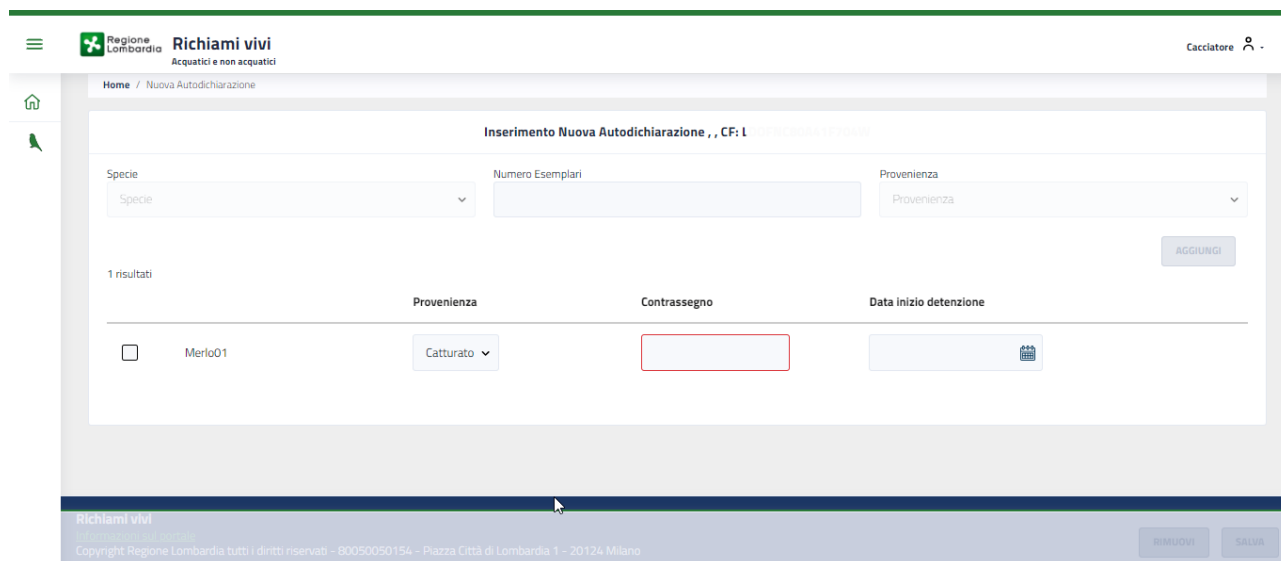 Regione
Lombardia
Richiami vivi
Acquatici e non acquatici
Cacciatore
Home / Nuova Autodichiarazione
Inserimento Nuova Autodichiarazione , , CF: L
Specie
Numero Esemplari
Provenienza
Specie
Provenienza
AGGIUNGI
1 risultati
Provenienza
Contrassegno
Data inizio detenzione
Merlo01
Catturato
Richiami vivi
Informazioni sul portale
Copyright Regione Lombardia tutti i diritti riservati - 80050050154 - Piazza Città di Lombardia 1 - 20124 Milano
RIMUOVI
SALVA